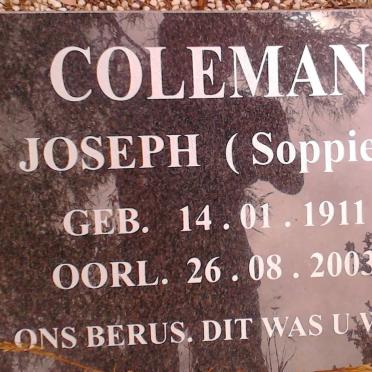 COLEMAN
JOSEPH ( Soppie
GEB. 14 . 01 . 1911
OORL. 26 . 08 . 2003
ONS BERUS. DIT WAS U